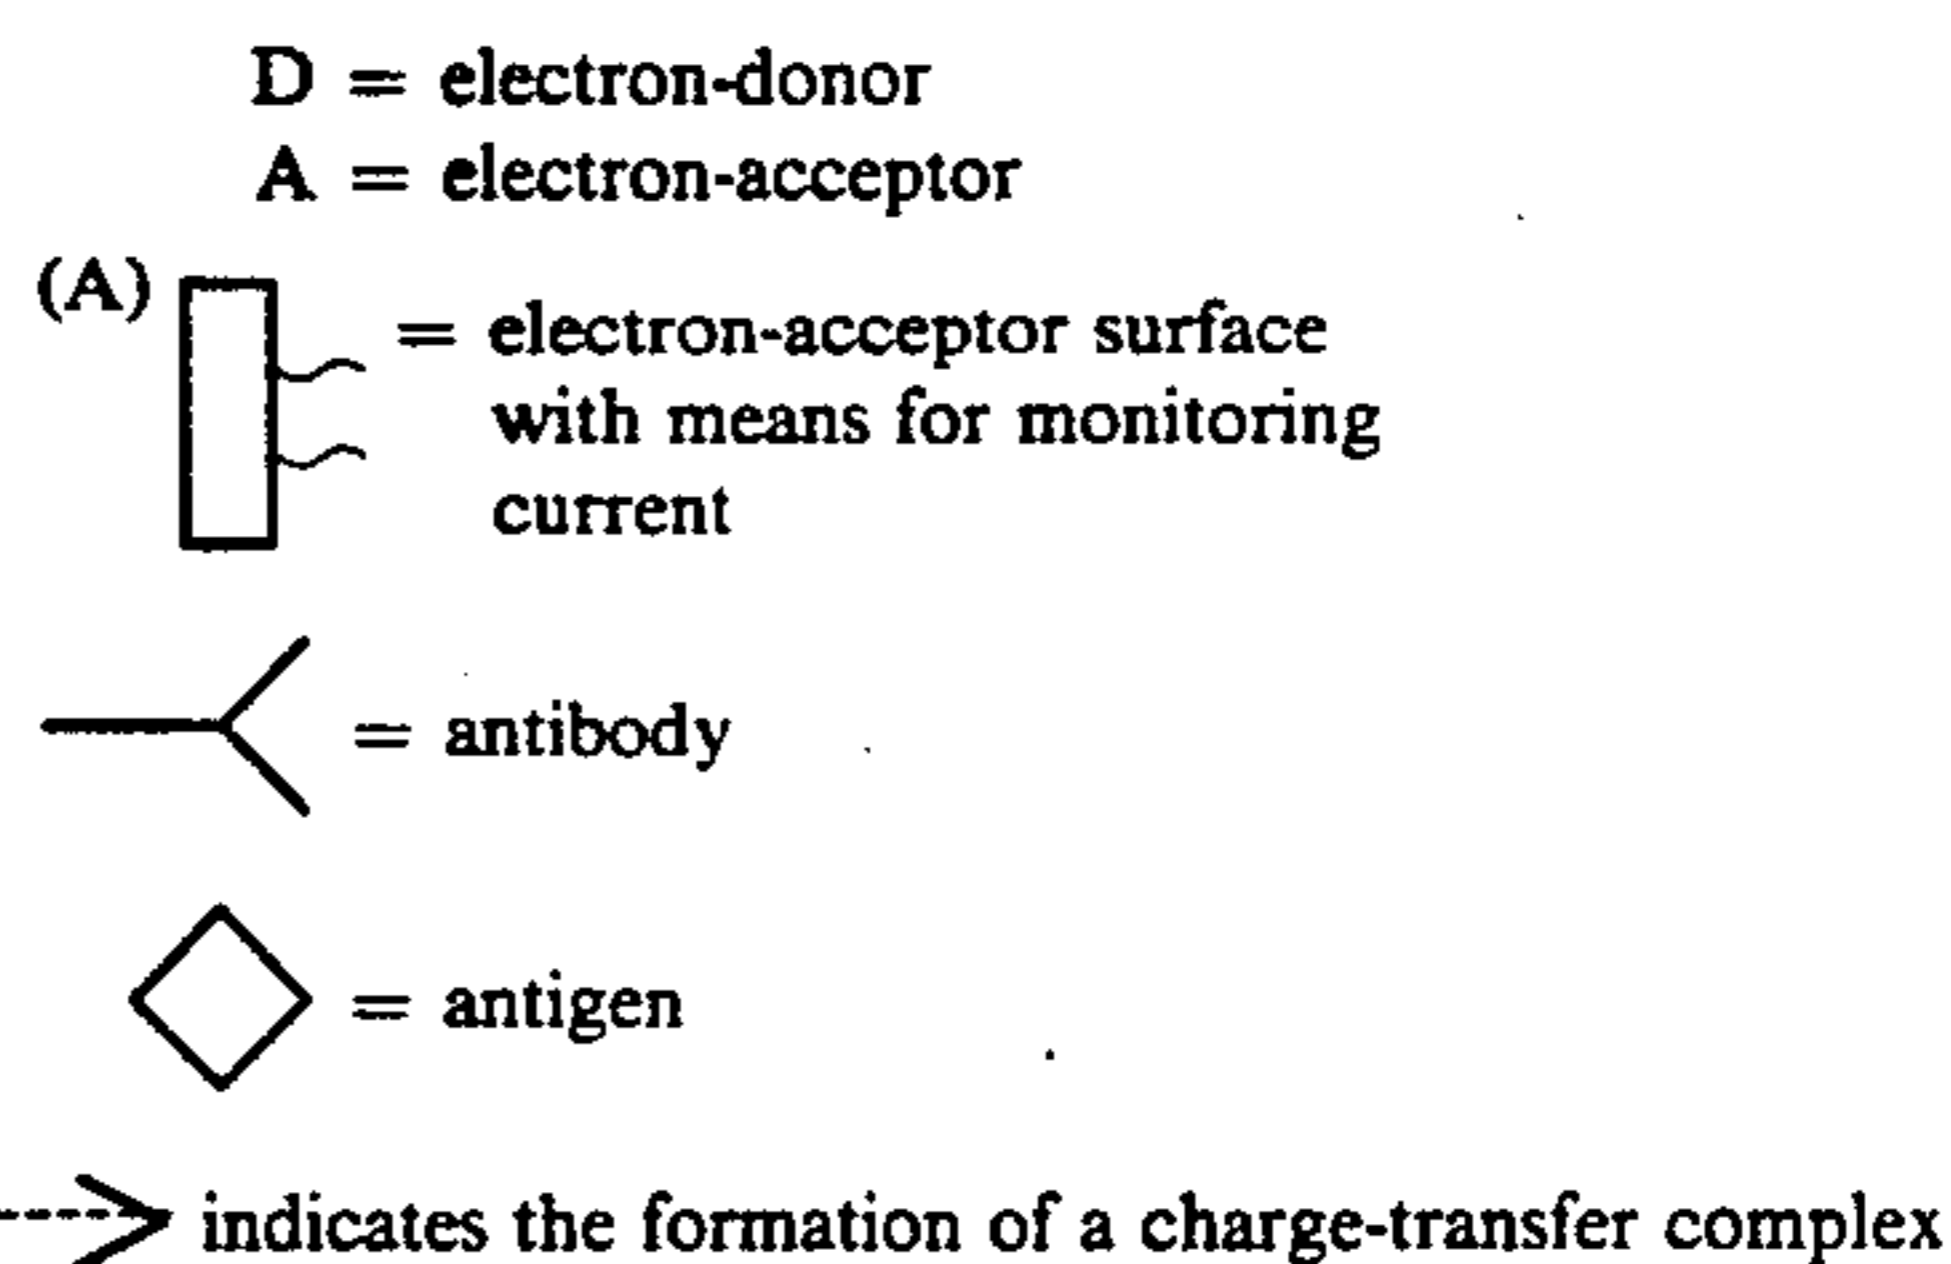 D = electron-donor
A = electron-acceptor
(A) = electron-acceptor surface
with means for monitoring
current
= antibody
= antigen
indicates the formation of a charge-transfer complex